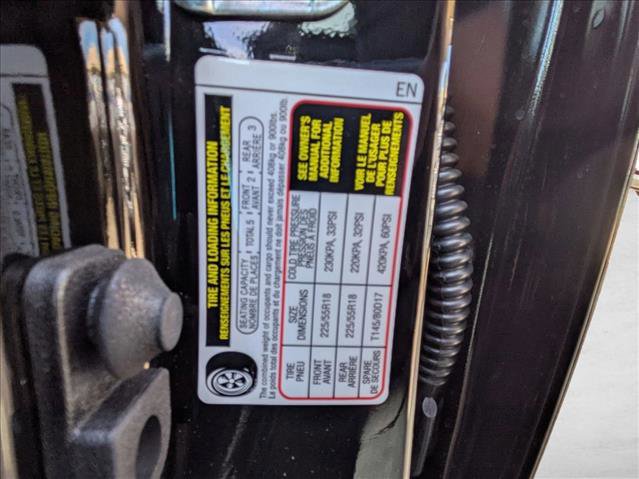 EN
TIRE AND LOADING INFORMATION
RENSEIGNEMENTS SUR LES PNEUS ET LE CHARGEMENT
SEATING CAPACITY | TOTAL 5 | FRONT 2 | REAR 3
NOMBRE DE PLACES | AVANT | ARRIÈRE
The combined weight of occupants and cargo should never exceed 408kg or 900lbs.
Le poids total des occupants et du chargement ne doit jamais dépasser 408kg ou 900lb.
TIRE SIZE COLD TIRE PRESSURE
PNEU DIMENSIONS PRESSION DES PNEUS À FROID
FRONT 225/55R18 230KPA, 33PSI
AVANT
REAR 225/55R18 220KPA, 32PSI
ARRIÈRE
SPARE T145/80D17 420KPA, 60PSI
DE SECOURS
SEE OWNER'S
MANUAL FOR
ADDITIONAL
INFORMATION
VOIR LE MANUEL
DE L'USAGER
POUR PLUS DE
RENSEIGNEMENTS